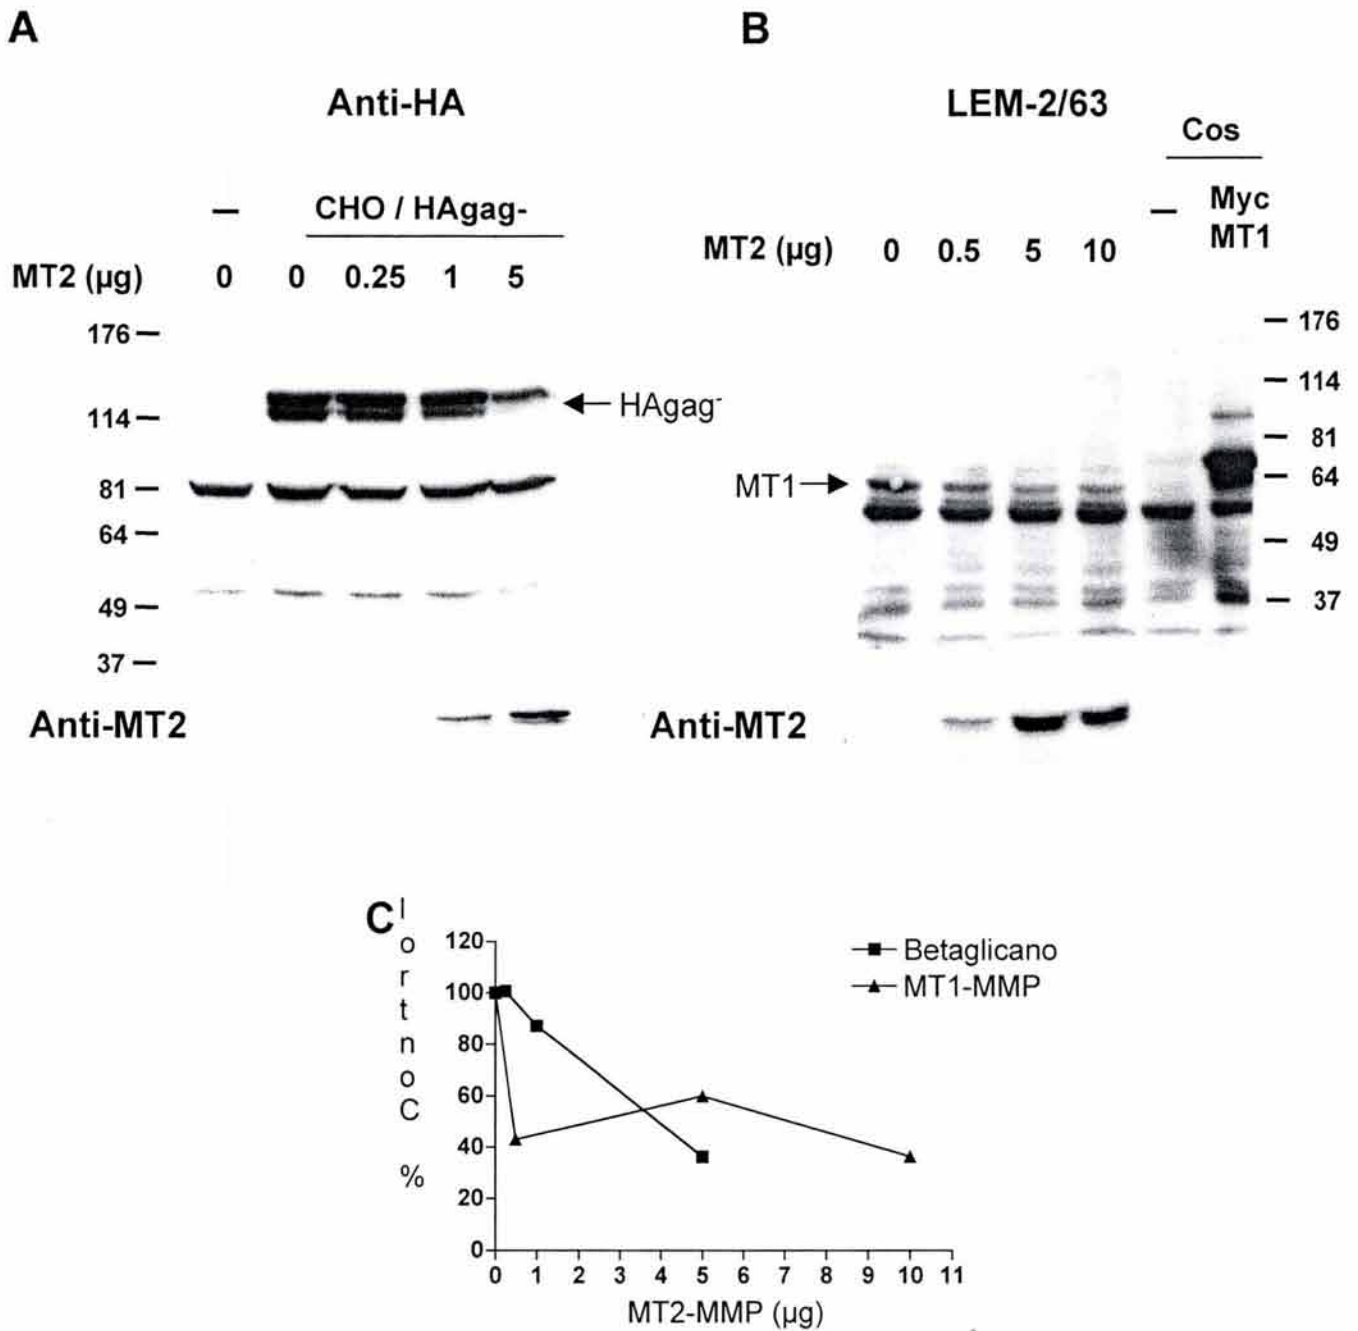 A
Anti-HA
– CHO / HAgag-
MT2 (µg) 0 0 0.25 1 5
176
114
81
64
49
37
HAgag-
Anti-MT2
B
LEM-2/63
Cos
– Myc
MT1
MT2 (µg) 0 0.5 5 10
176
114
81
64
49
37
MT1
Anti-MT2
C
% Control
120
100
80
60
40
20
0
0 1 2 3 4 5 6 7 8 9 10 11
MT2-MMP (µg)
Betaglicano
MT1-MMP